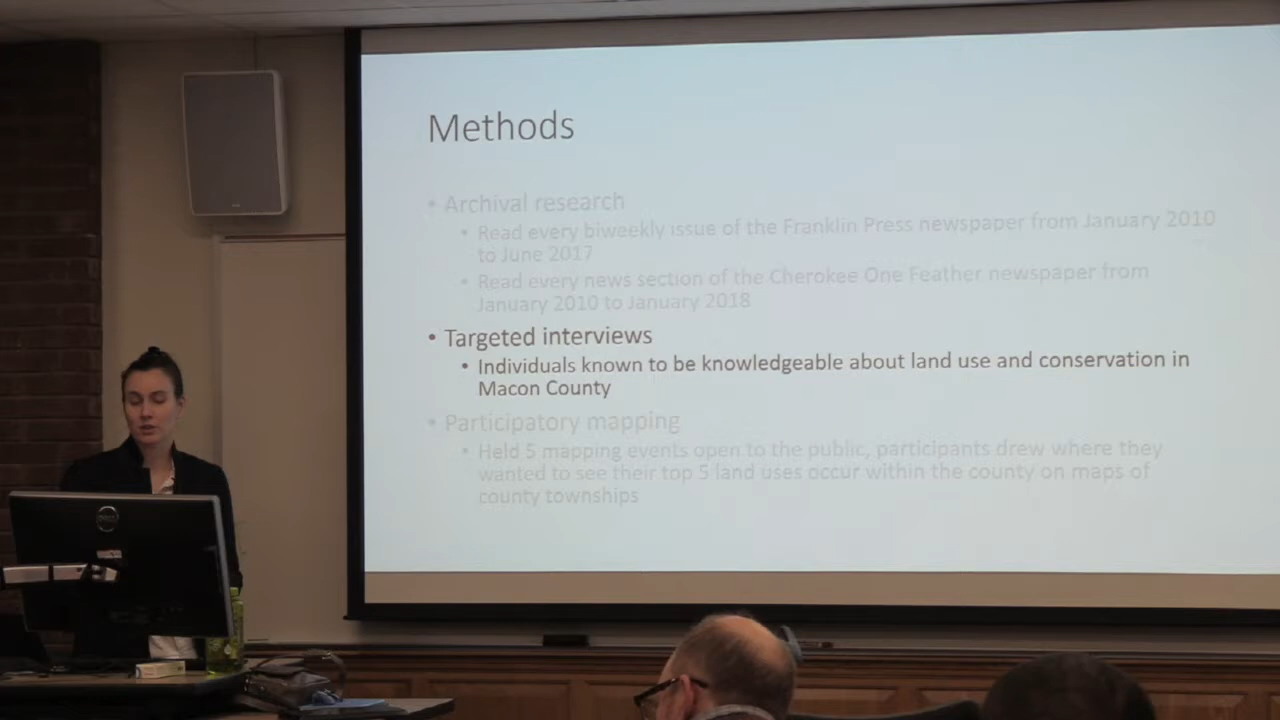 Methods
• Archival research
• Read every biweekly issue of the Franklin Press newspaper from January 2010
to June 2017
• Read every news section of the Cherokee One Feather newspaper from
January 2010 to January 2018
• Targeted interviews
• Individuals known to be knowledgeable about land use and conservation in
Macon County
• Participatory mapping
• Held 5 mapping events open to the public, participants drew where they
wanted to see their top 5 land uses occur within the county on maps of
county townships